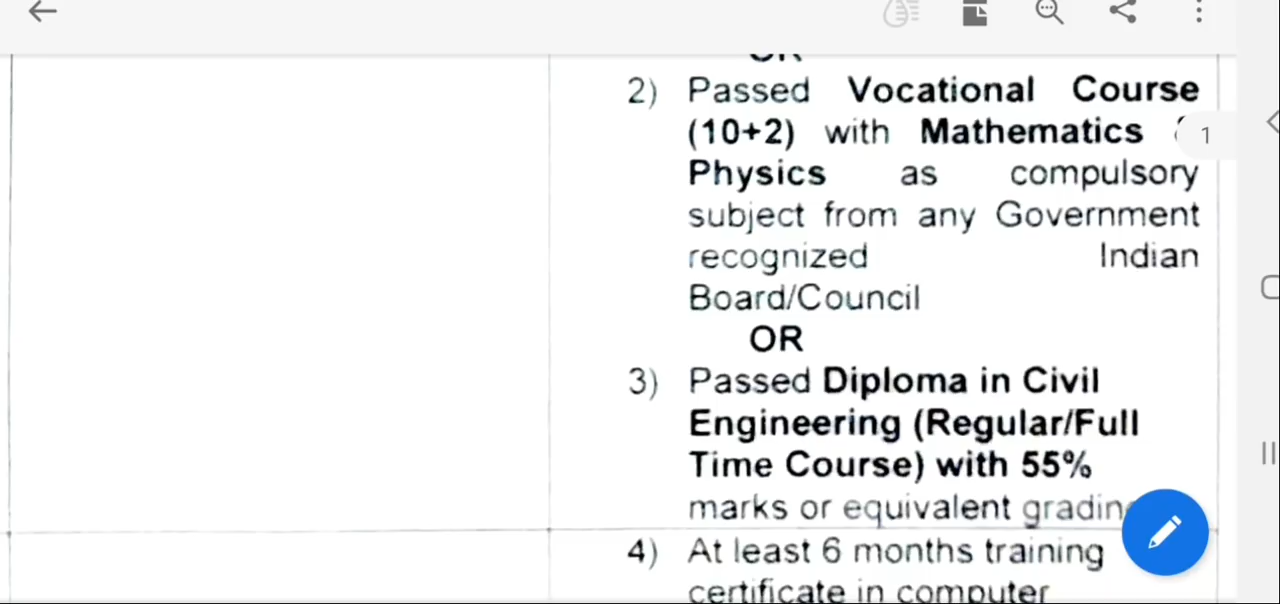 OR
2) Passed Vocational Course
(10+2) with Mathematics
Physics as compulsory
subject from any Government
recognized Indian
Board/Council
OR
3) Passed Diploma in Civil
Engineering (Regular/Full
Time Course) with 55%
marks or equivalent
4) At least 6 months training
certificate in computer
1